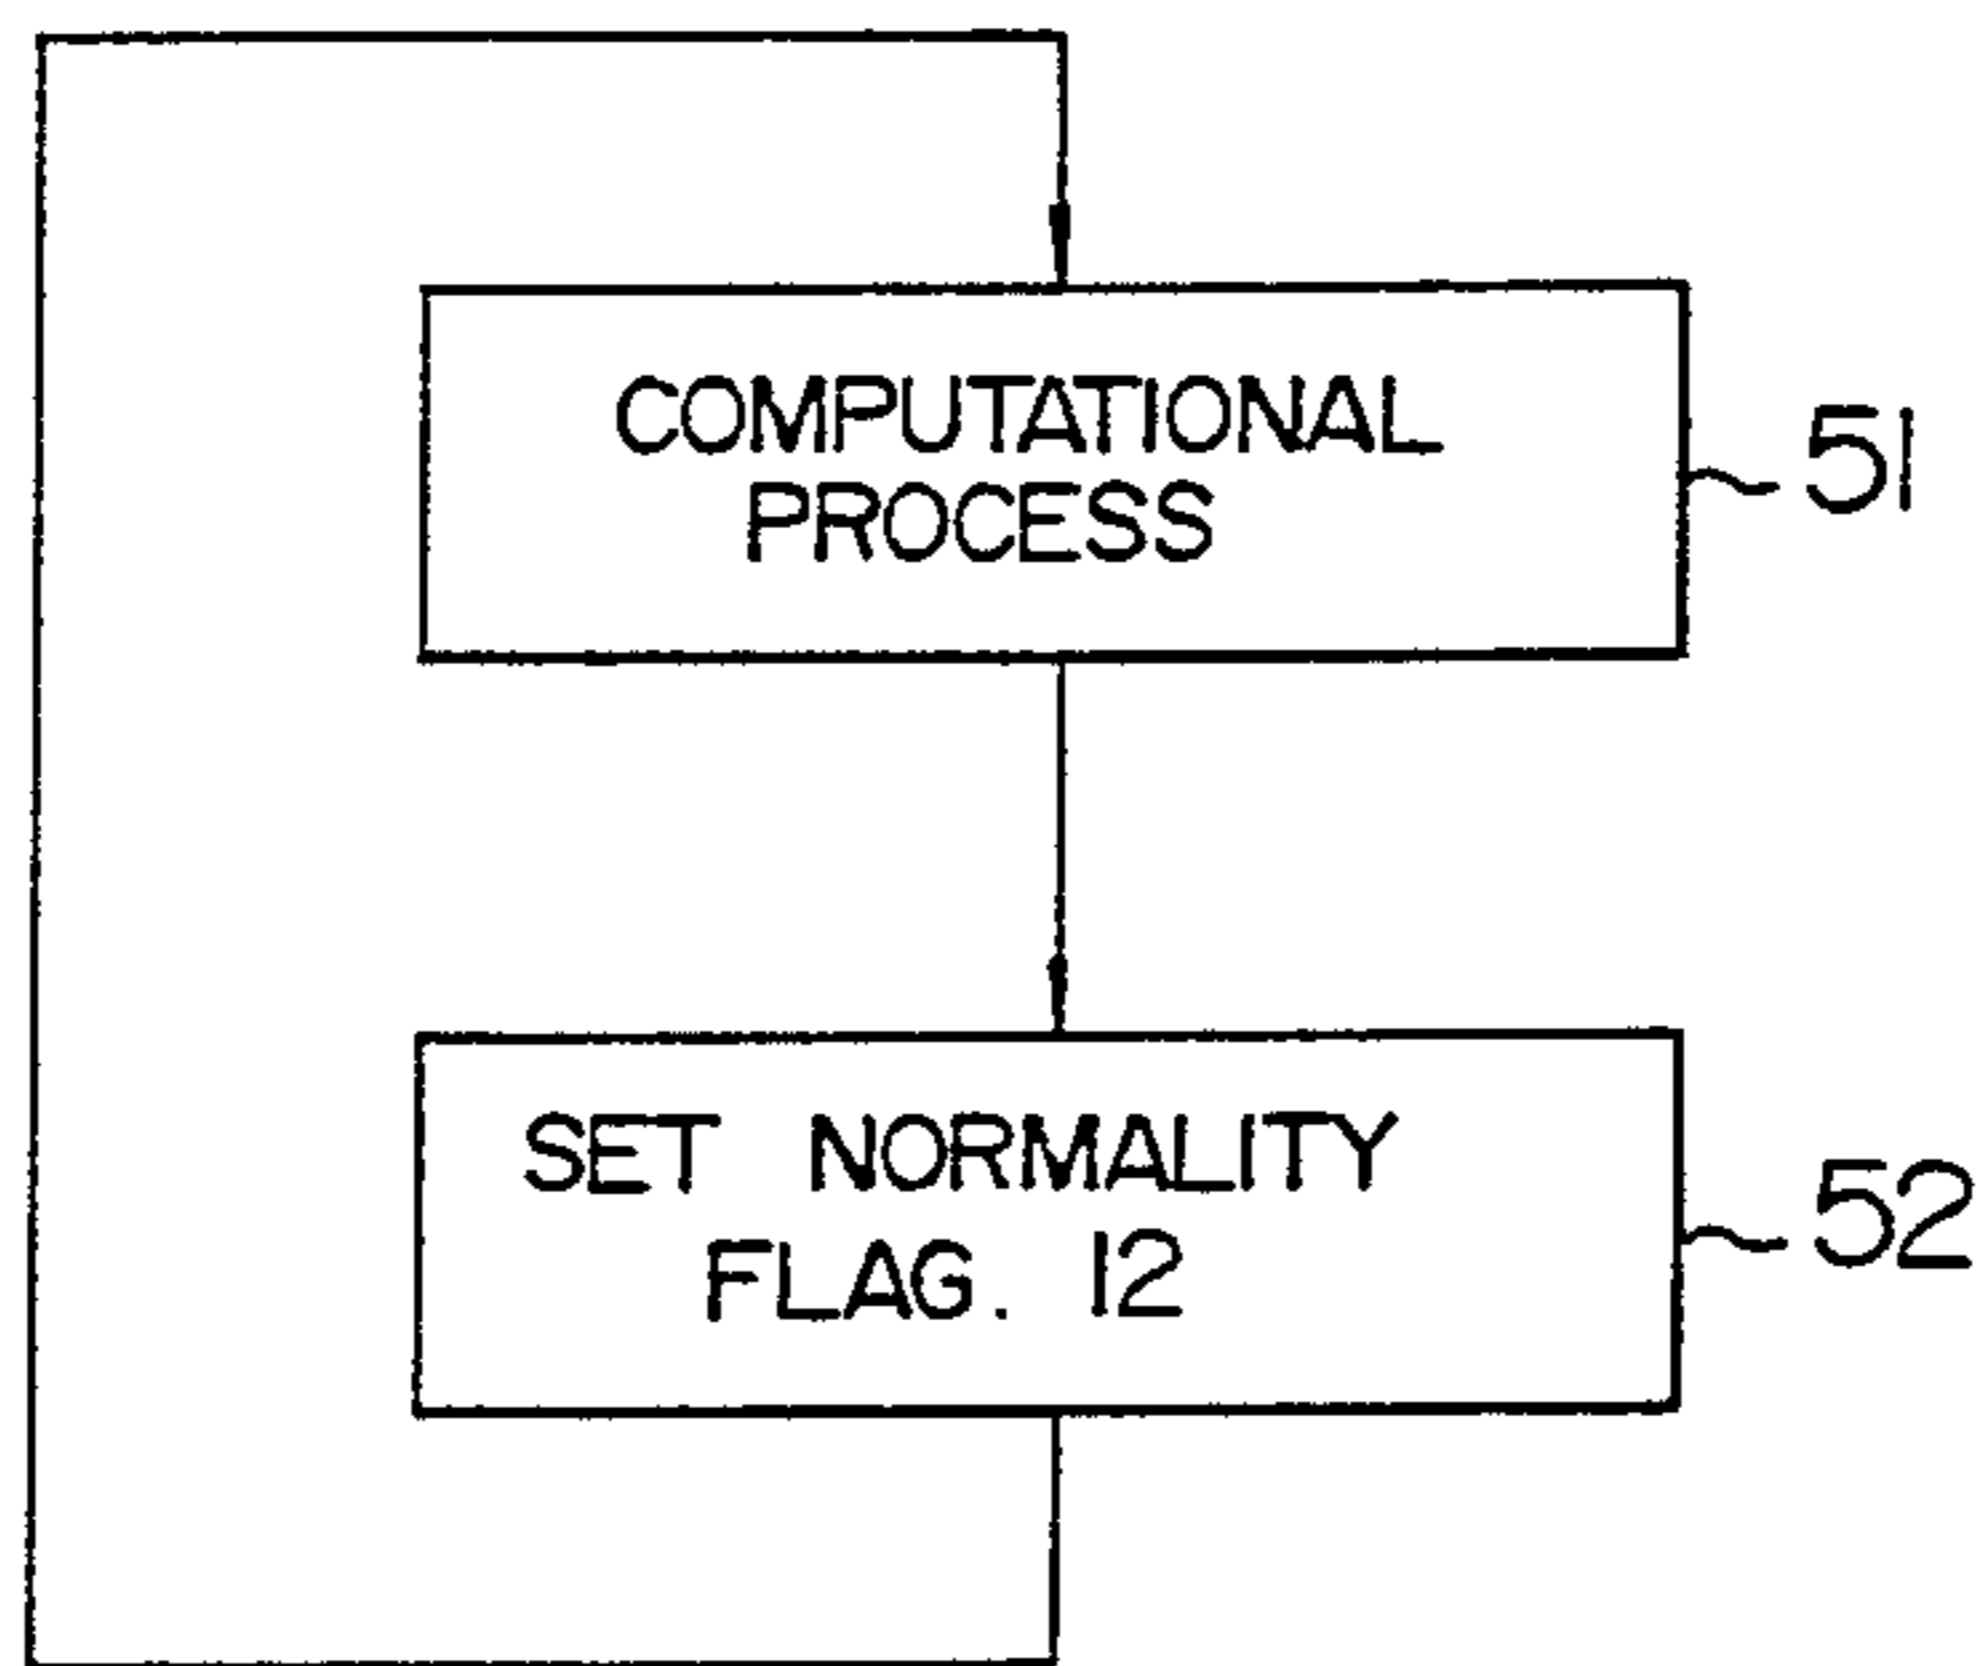 COMPUTATIONAL
PROCESS
51
SET NORMALITY
FLAG. 12
52